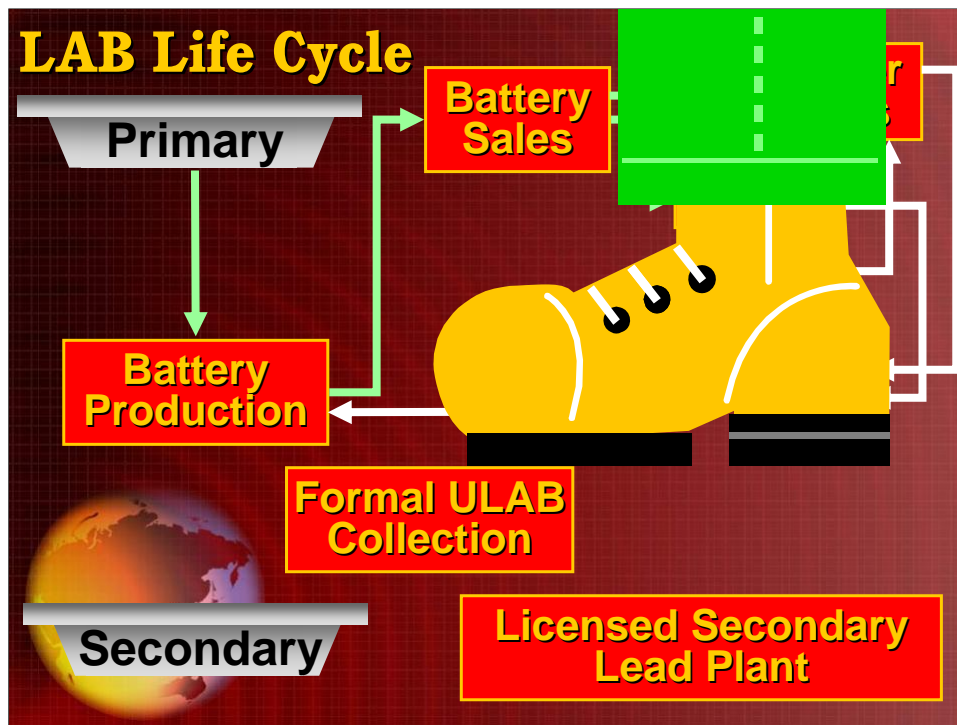 LAB Life Cycle
Primary
Battery
Sales
Battery
Production
Formal ULAB
Collection
Secondary
Licensed Secondary
Lead Plant